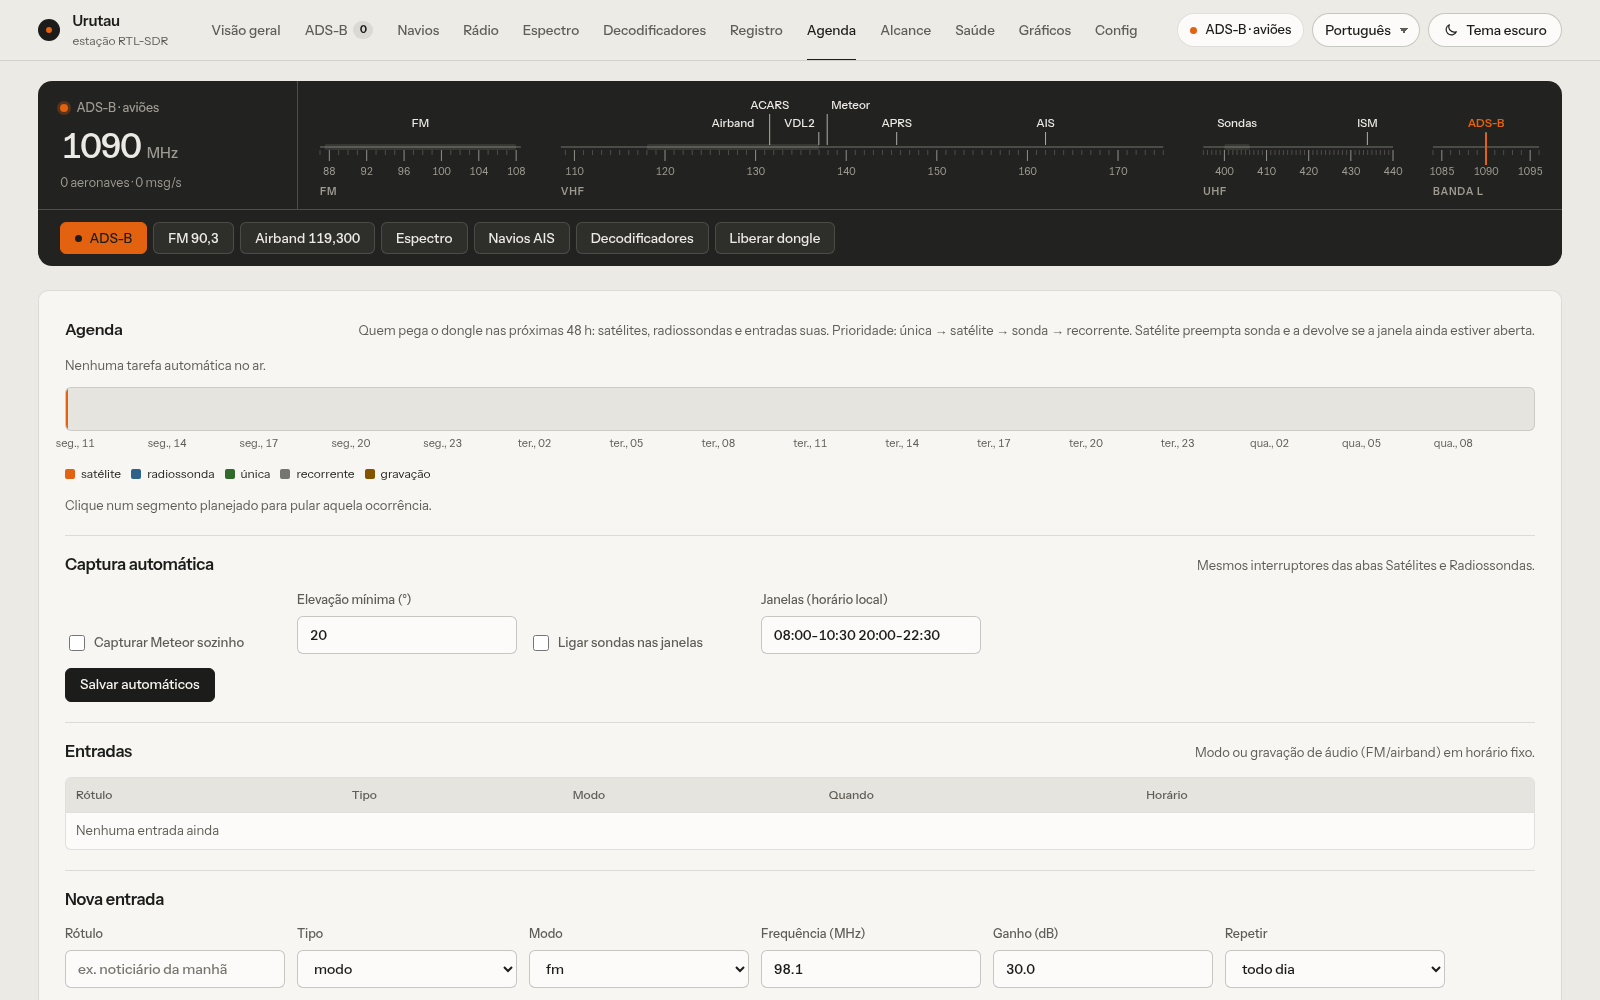 Urutau
estação RTL-SDR
Visão geral ADS-B 0 Navios Rádio Espectro Decodificadores Registro Agenda Alcance Saúde Gráficos Config
ADS-B·aviões Português Tema escuro
ADS-B·aviões
1090 MHz
0 aeronaves·0 msg/s
ACARS Meteor
FM Airband VDL2 APRS AIS Sondas ISM ADS-B
88 92 96 100 104 108 110 120 130 140 150 160 170 400 410 420 430 440 1085 1090 1095
FM VHF UHF BANDA L
ADS-B FM 90,3 Airband 119,300 Espectro Navios AIS Decodificadores Liberar dongle
Agenda
Quem pega o dongle nas próximas 48 h: satélites, radiossondas e entradas suas. Prioridade: única → satélite → sonda → recorrente. Satélite preempta sonda e a devolve se a janela ainda estiver aberta.
Nenhuma tarefa automática no ar.
seg., 11 seg., 14 seg., 17 seg., 20 seg., 23 ter., 02 ter., 05 ter., 08 ter., 11 ter., 14 ter., 17 ter., 20 ter., 23 qua., 02 qua., 05 qua., 08
satélite radiossonda única recorrente gravação
Clique num segmento planejado para pular aquela ocorrência.
Captura automática
Mesmos interruptores das abas Satélites e Radiossondas.
Elevação mínima (°) Janelas (horário local)
Capturar Meteor sozinho 20 Ligar sondas nas janelas 08:00-10:30 20:00-22:30
Salvar automáticos
Entradas
Modo ou gravação de áudio (FM/airband) em horário fixo.
Rótulo Tipo Modo Quando Horário
Nenhuma entrada ainda
Nova entrada
Rótulo Tipo Modo Frequência (MHz) Ganho (dB) Repetir
ex. noticiário da manhã modo fm 98.1 30.0 todo dia